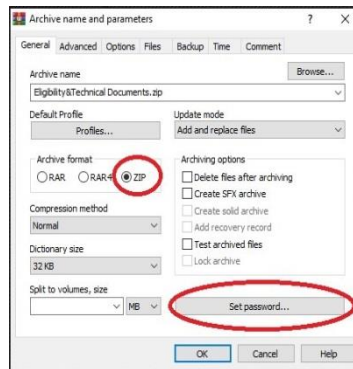 Archive name and parameters
General Advanced Options Files Backup Time Comment
Archive name
Browse...
Eligibility&Technical Documents.zip
Default Profile
Profiles...
Update mode
Add and replace files
Archive format
RAR RAR4 ZIP
Compression method
Normal
Dictionary size
32 KB
Split to volumes, size
MB
Archiving options
Delete files after archiving
Create SFX archive
Create solid archive
Add recovery record
Test archived files
Lock archive
Set password...
OK Cancel Help